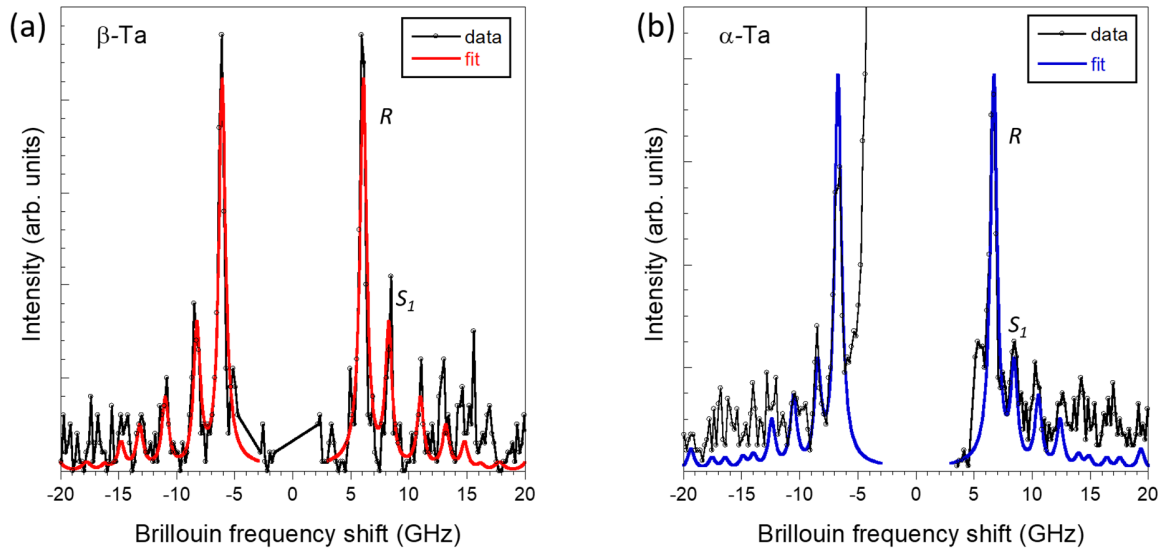 (a)
β-Ta
data
fit
R
S1
Intensity (arb. units)
-20 -15 -10 -5 0 5 10 15 20
Brillouin frequency shift (GHz)
(b)
α-Ta
data
fit
R
S1
Intensity (arb. units)
-20 -15 -10 -5 0 5 10 15 20
Brillouin frequency shift (GHz)